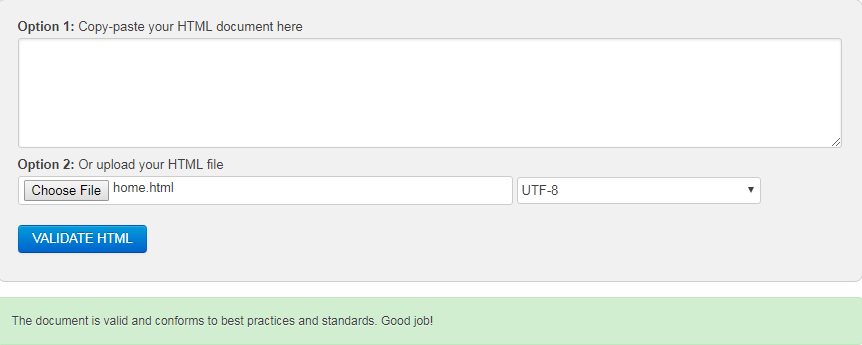 Option 1: Copy-paste your HTML document here
Option 2: Or upload your HTML file
Choose File home.html UTF-8
VALIDATE HTML
The document is valid and conforms to best practices and standards. Good job!